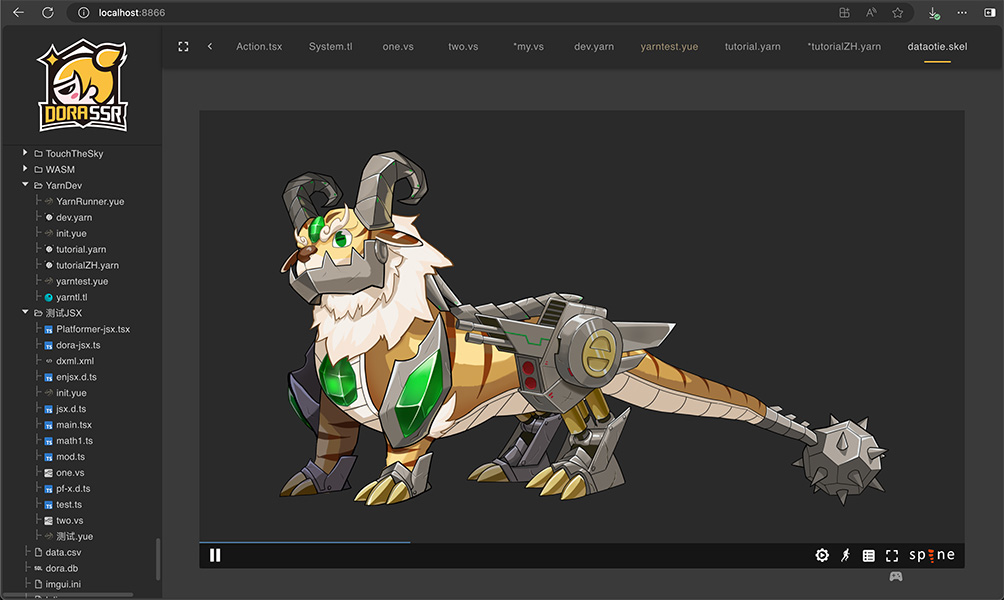 localhost:8866
Action.tsx System.tl one.vs two.vs *my.vs dev.yarn yarntest.yue tutorial.yarn *tutorialZH.yarn dataotie.skel
DORA SSR
TouchTheSky
WASM
YarnDev
YarnRunner.yue
dev.yarn
init.yue
tutorial.yarn
tutorialZH.yarn
yarntest.yue
yarntl.tl
测试JSX
Platformer-jsx.tsx
dora-jsx.ts
dxml.xml
enjsx.d.ts
init.yue
jsx.d.ts
main.tsx
math1.ts
mod.ts
one.vs
pf-x.d.ts
test.ts
two.vs
测试.yue
data.csv
dora.db
imgui.ini
spine